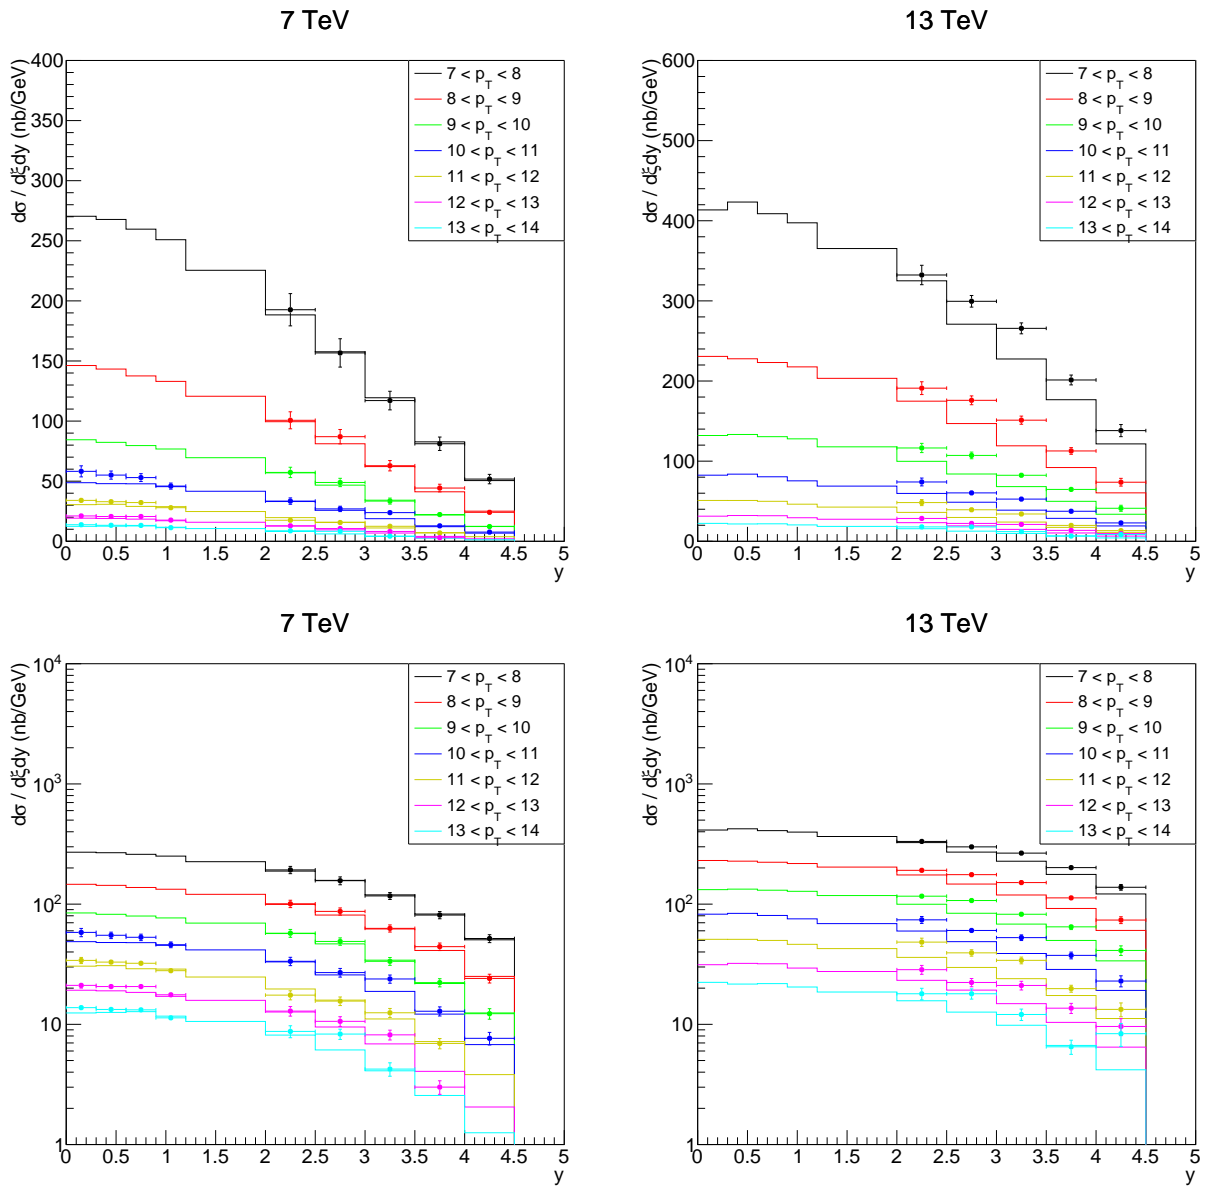 7 TeV
dσ / dξdy (nb/GeV)
400
350
300
250
200
150
100
50
0
7 < p_T < 8
8 < p_T < 9
9 < p_T < 10
10 < p_T < 11
11 < p_T < 12
12 < p_T < 13
13 < p_T < 14
0 0.5 1 1.5 2 2.5 3 3.5 4 4.5 5
y
13 TeV
dσ / dξdy (nb/GeV)
600
500
400
300
200
100
0
7 < p_T < 8
8 < p_T < 9
9 < p_T < 10
10 < p_T < 11
11 < p_T < 12
12 < p_T < 13
13 < p_T < 14
0 0.5 1 1.5 2 2.5 3 3.5 4 4.5 5
y
7 TeV
dσ / dξdy (nb/GeV)
10^4
10^3
10^2
10
1
7 < p_T < 8
8 < p_T < 9
9 < p_T < 10
10 < p_T < 11
11 < p_T < 12
12 < p_T < 13
13 < p_T < 14
0 0.5 1 1.5 2 2.5 3 3.5 4 4.5 5
y
13 TeV
dσ / dξdy (nb/GeV)
10^4
10^3
10^2
10
1
7 < p_T < 8
8 < p_T < 9
9 < p_T < 10
10 < p_T < 11
11 < p_T < 12
12 < p_T < 13
13 < p_T < 14
0 0.5 1 1.5 2 2.5 3 3.5 4 4.5 5
y